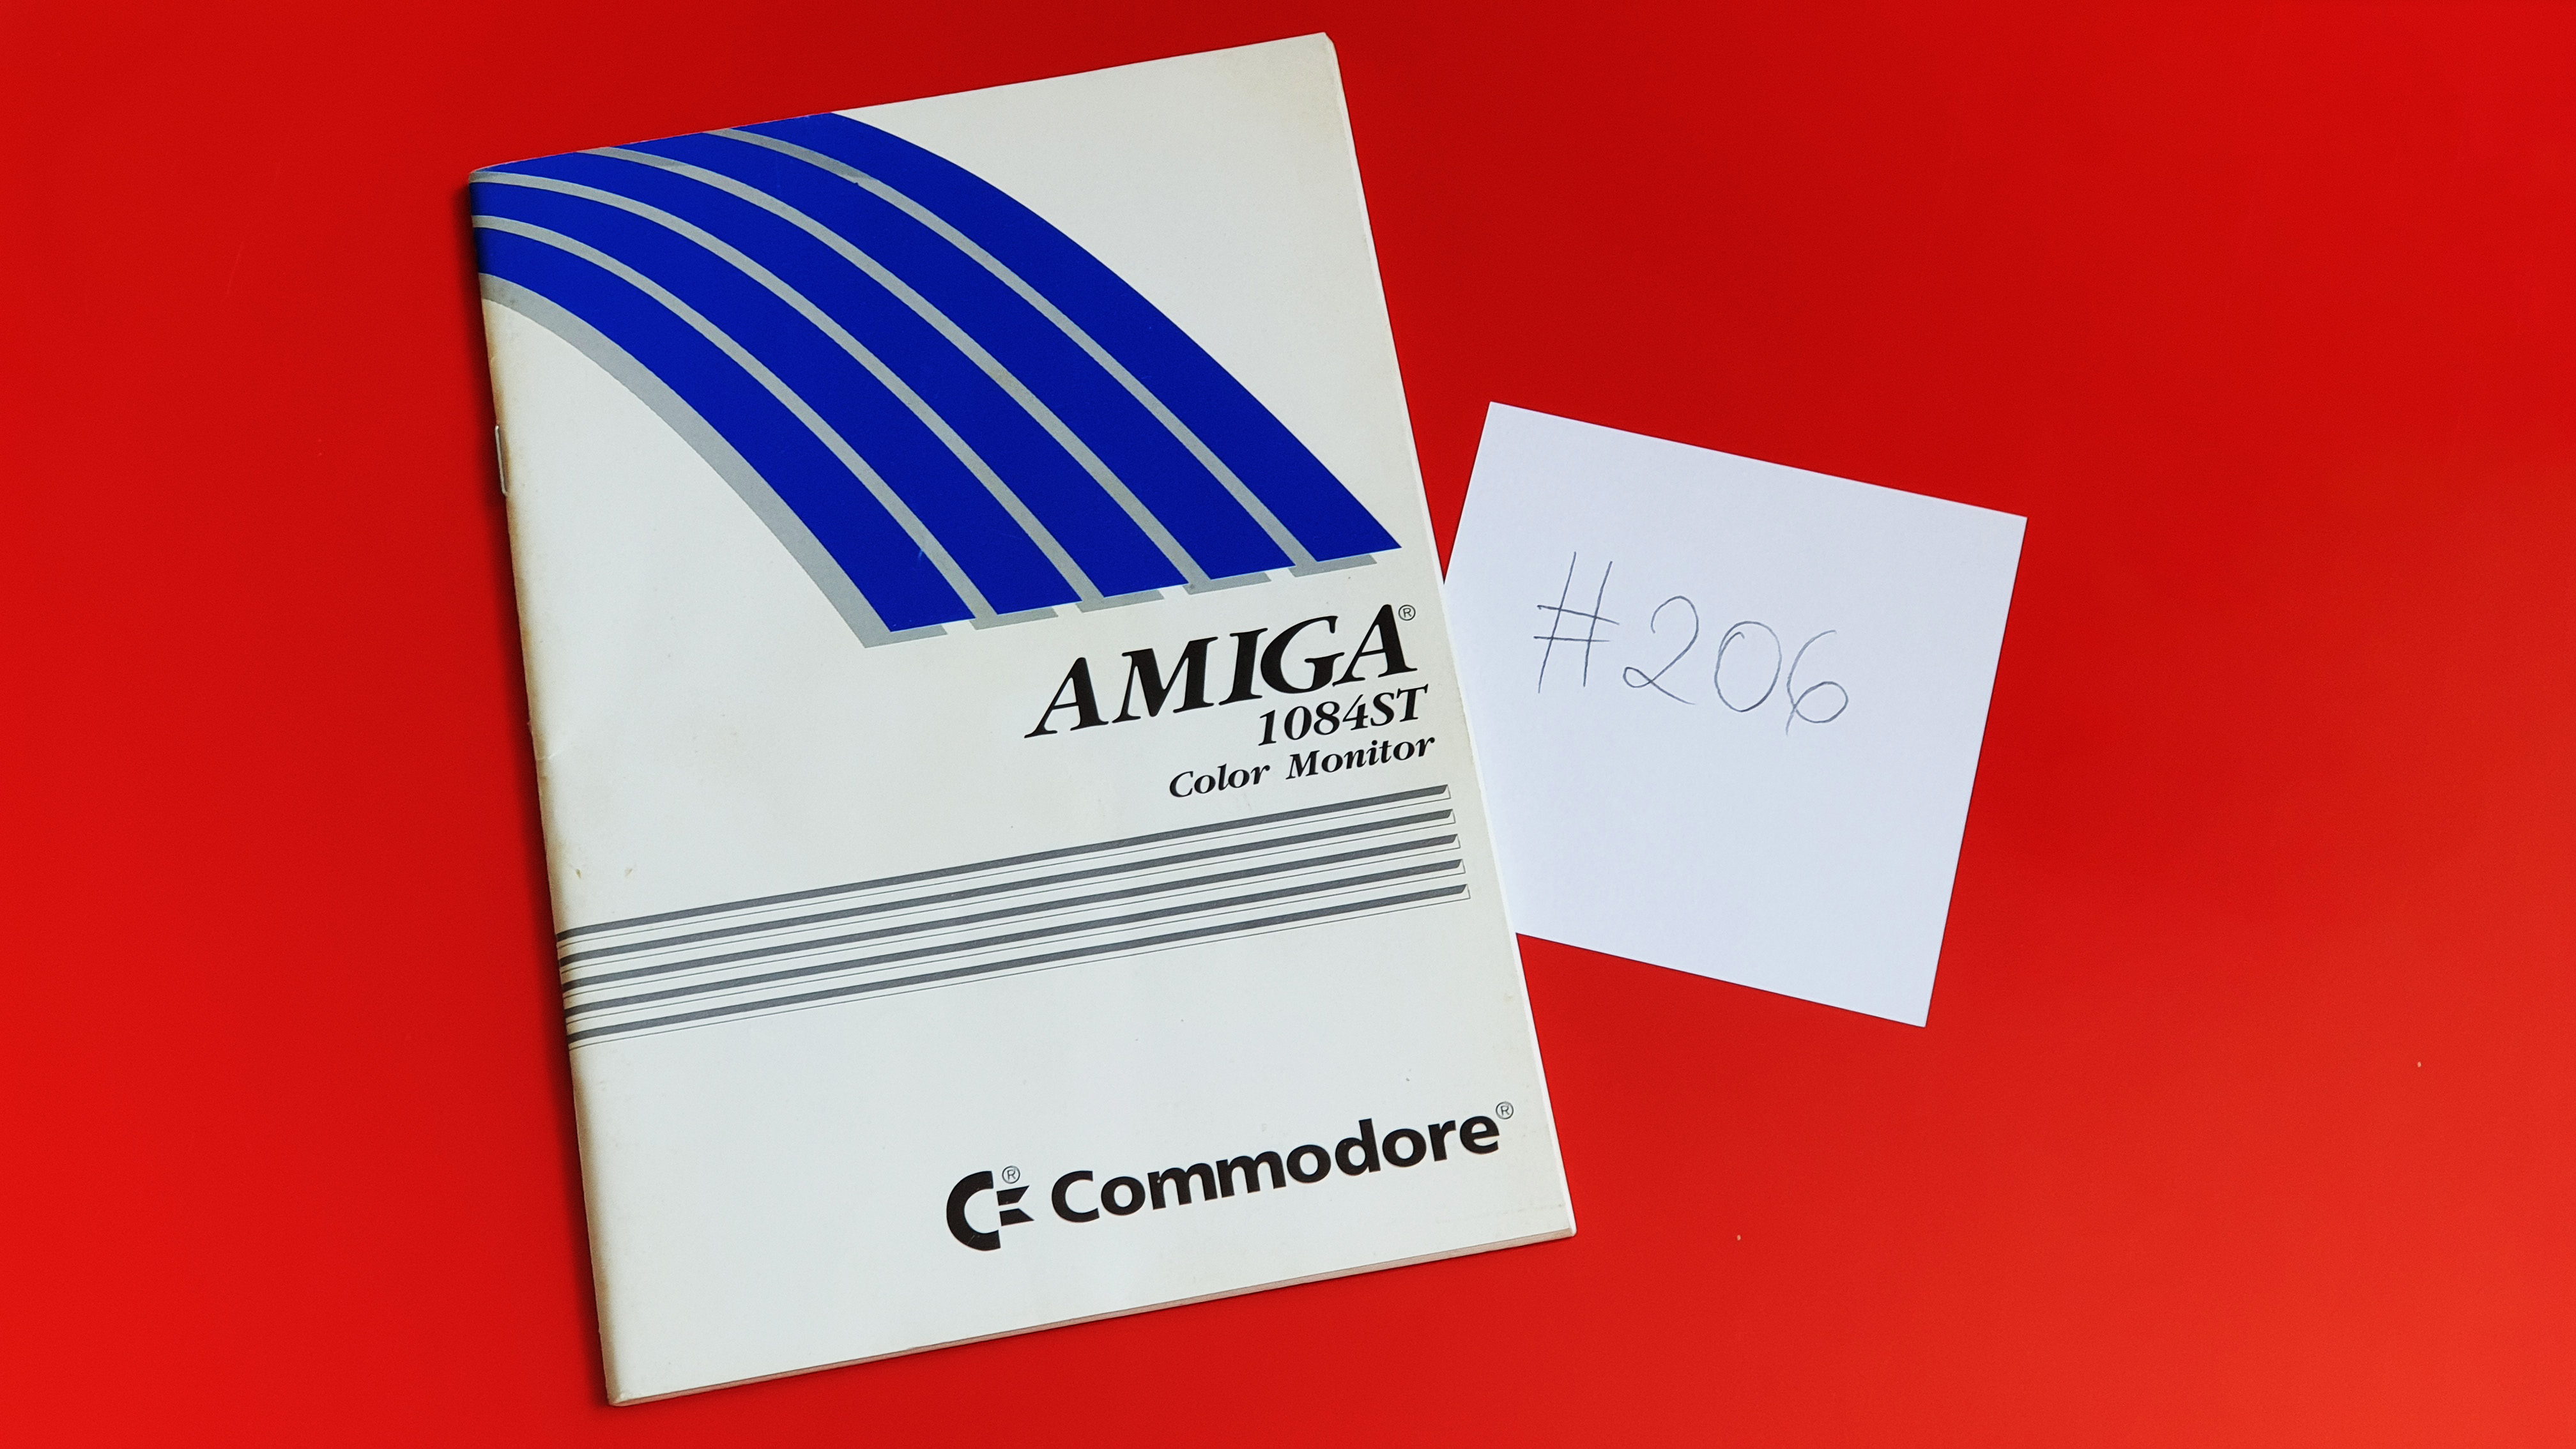 AMIGA®
1084ST
Color Monitor
#206
C® Commodore®